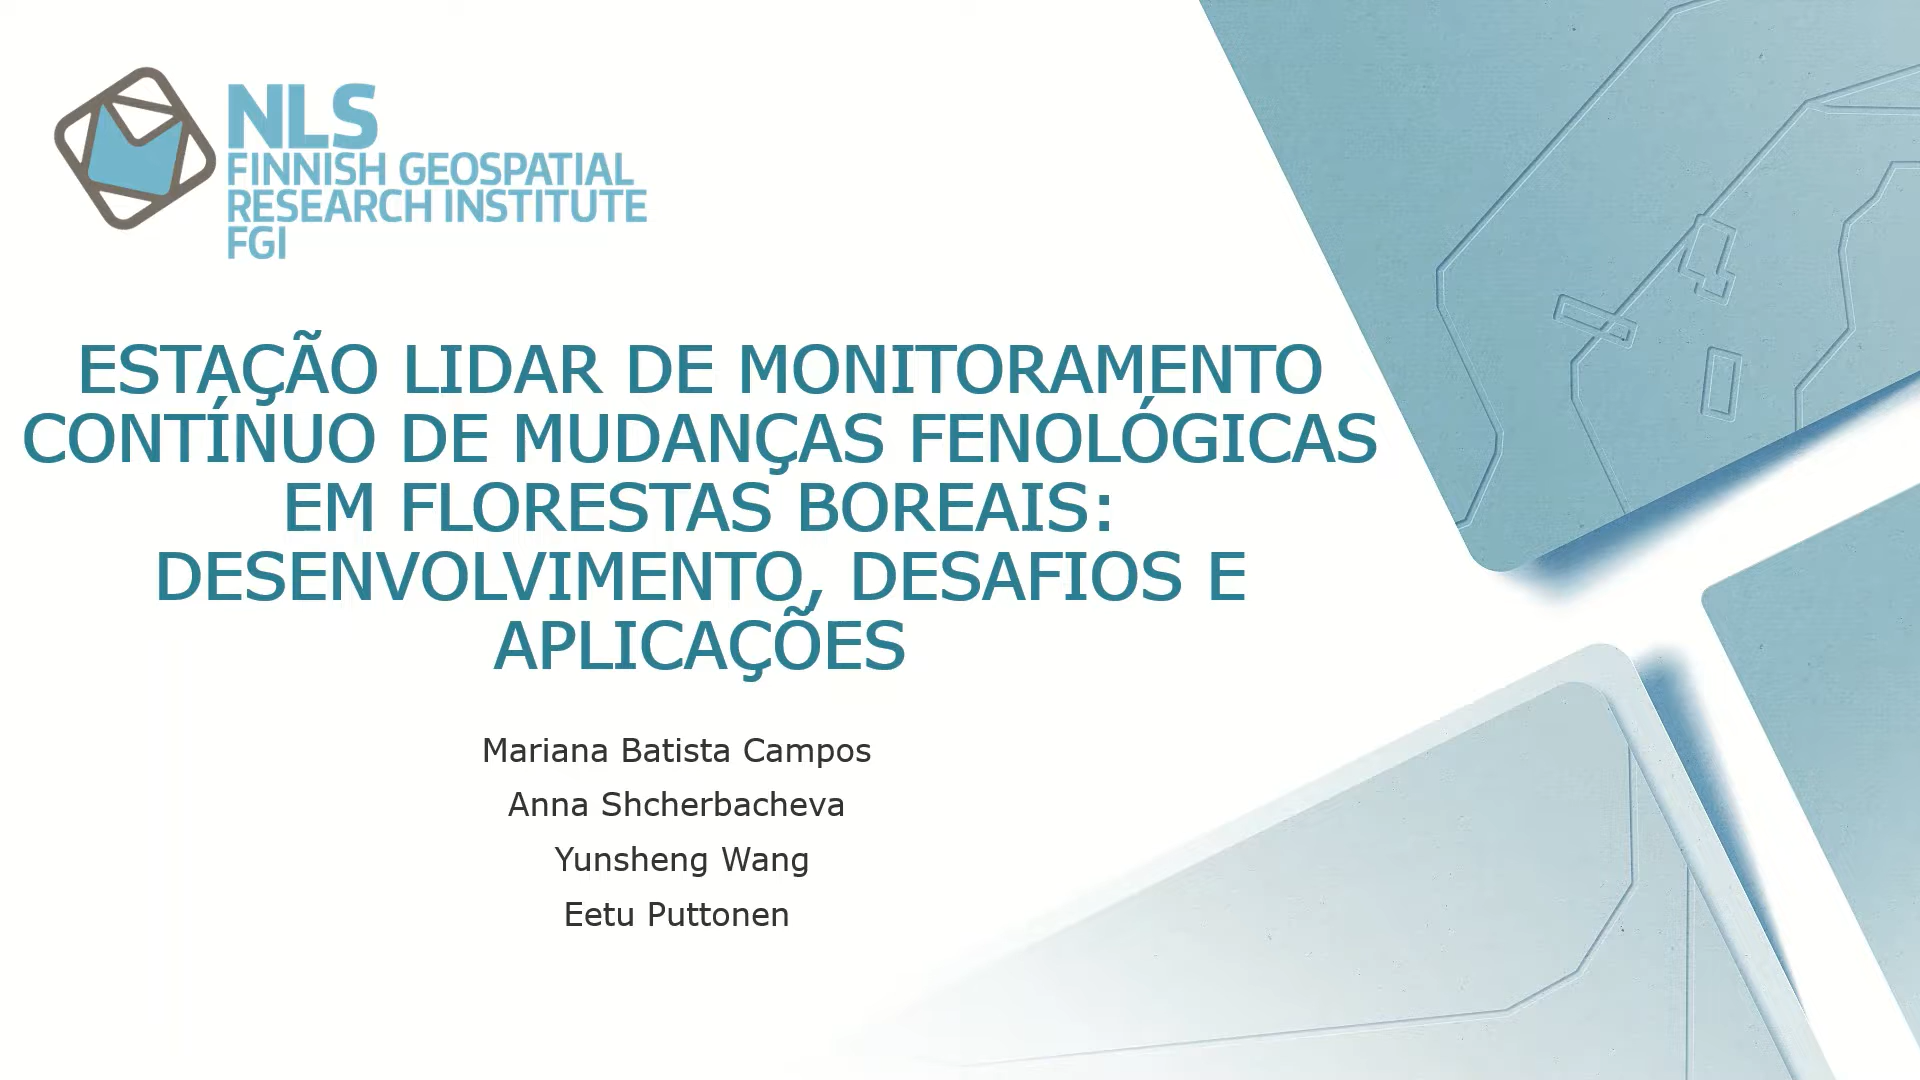 NLS
FINNISH GEOSPATIAL
RESEARCH INSTITUTE
FGI
ESTAÇÃO LIDAR DE MONITORAMENTO
CONTÍNUO DE MUDANÇAS FENOLÓGICAS
EM FLORESTAS BOREAIS:
DESENVOLVIMENTO, DESAFIOS E
APLICAÇÕES
Mariana Batista Campos
Anna Shcherbacheva
Yunsheng Wang
Eetu Puttonen